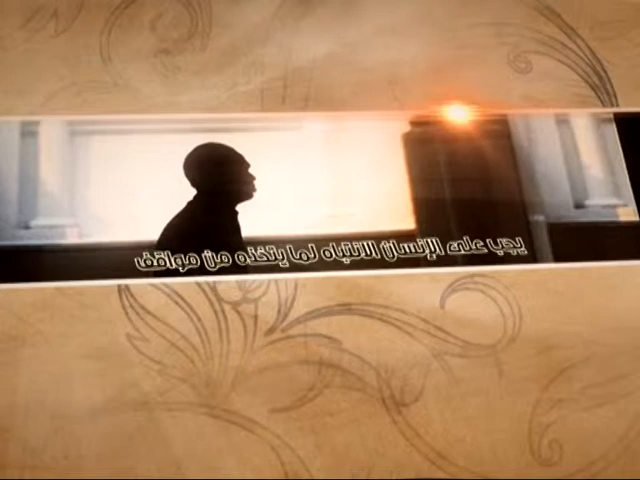 يجب على الإنسان الانتباه لما يتخذه من مواقف